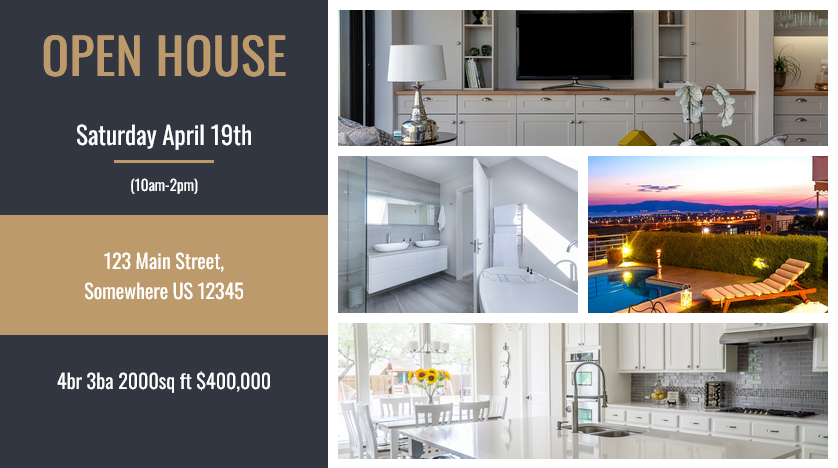 OPEN HOUSE
Saturday April 19th
(10am-2pm)
123 Main Street,
Somewhere US 12345
4br 3ba 2000sq ft $400,000